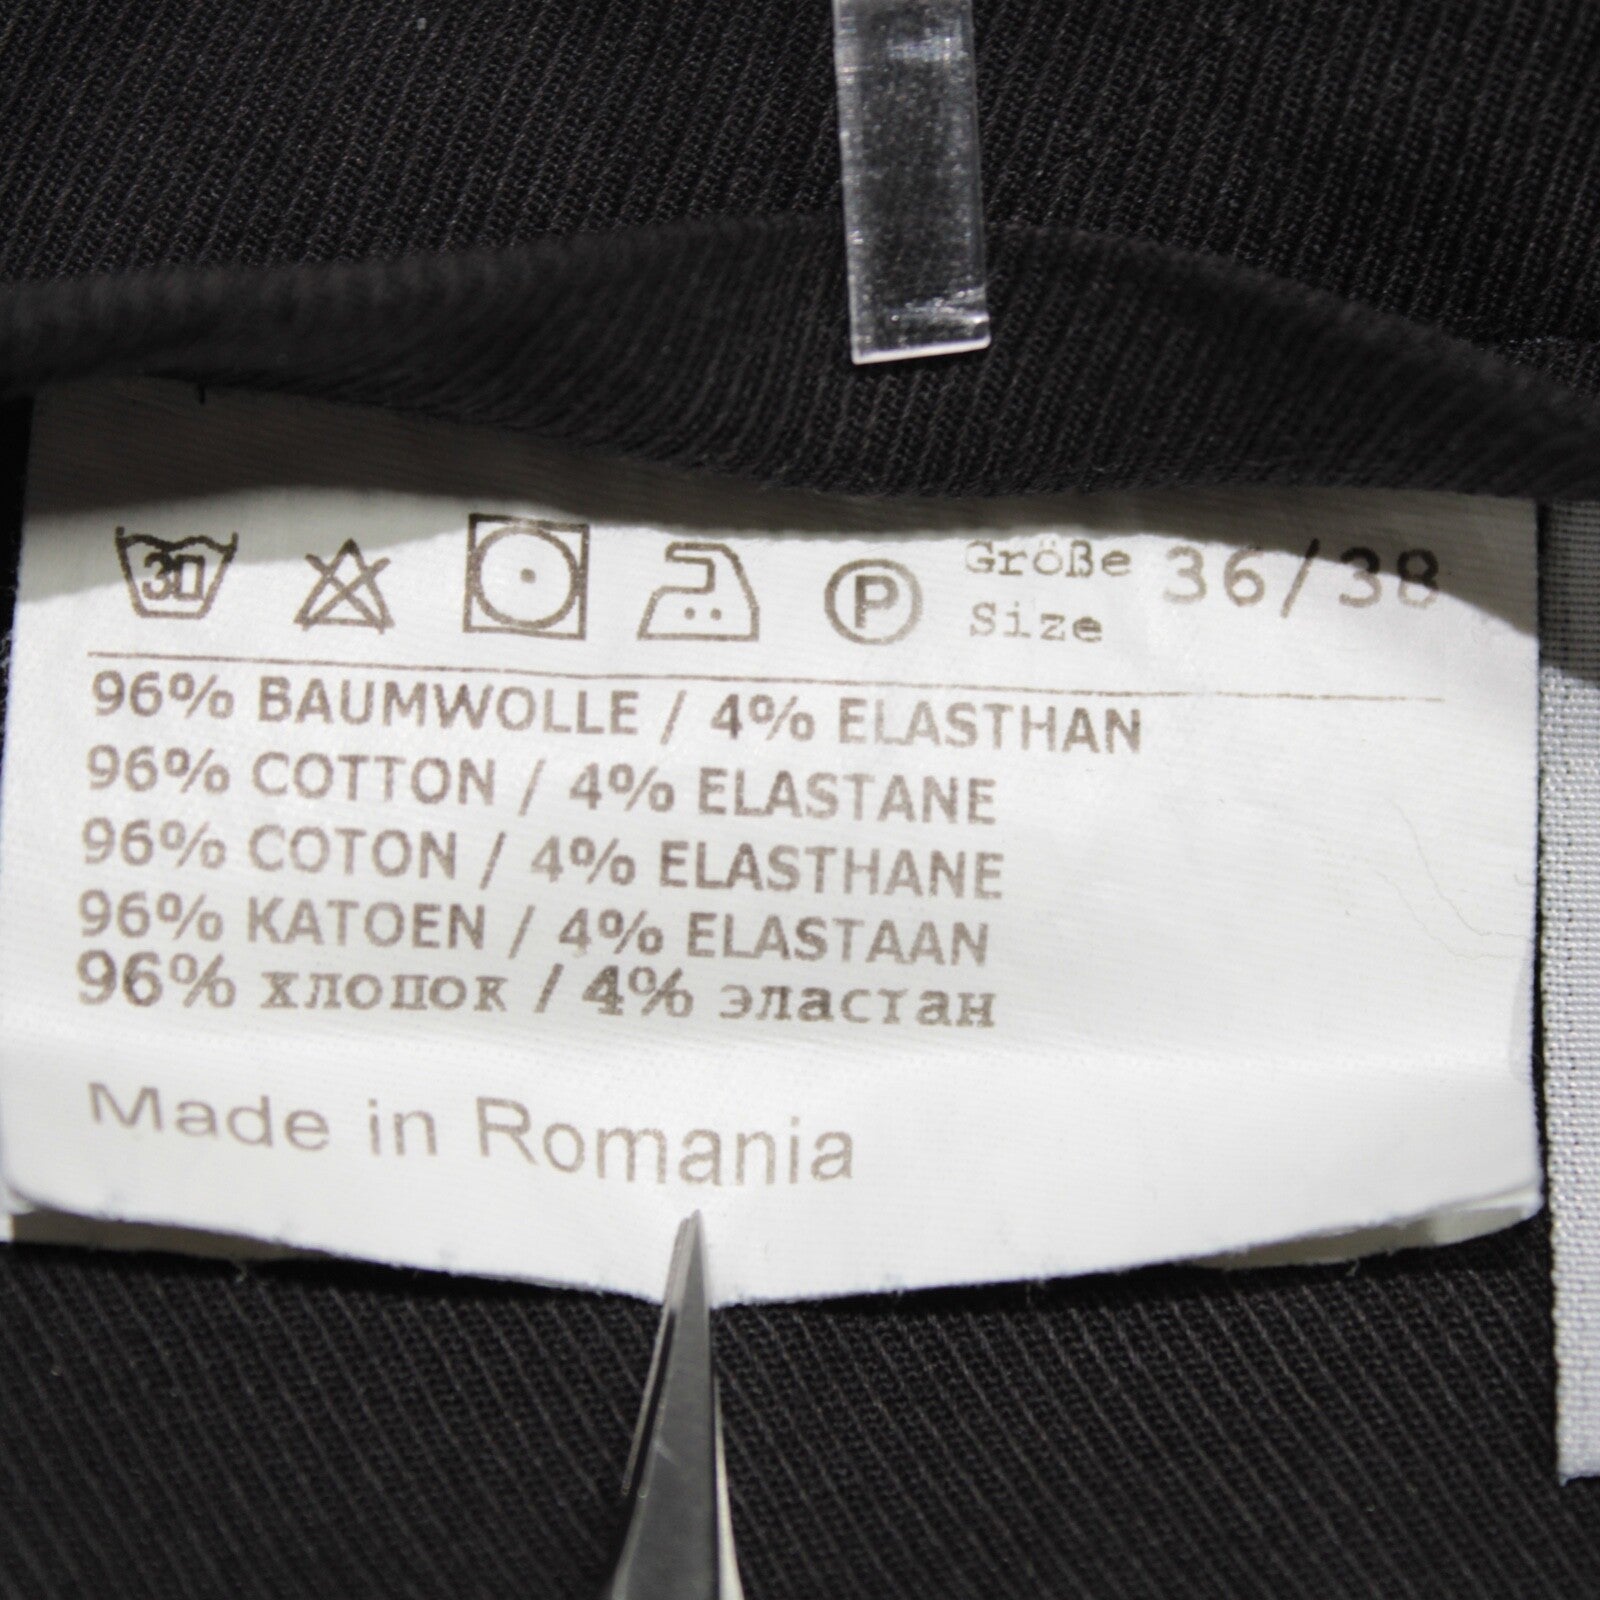 30 P Größe 36/38
Size
96% BAUMWOLLE / 4% ELASTHAN
96% COTTON / 4% ELASTANE
96% COTON / 4% ELASTHANE
96% KATOEN / 4% ELASTAAN
96% хлопок / 4% эластан
Made in Romania